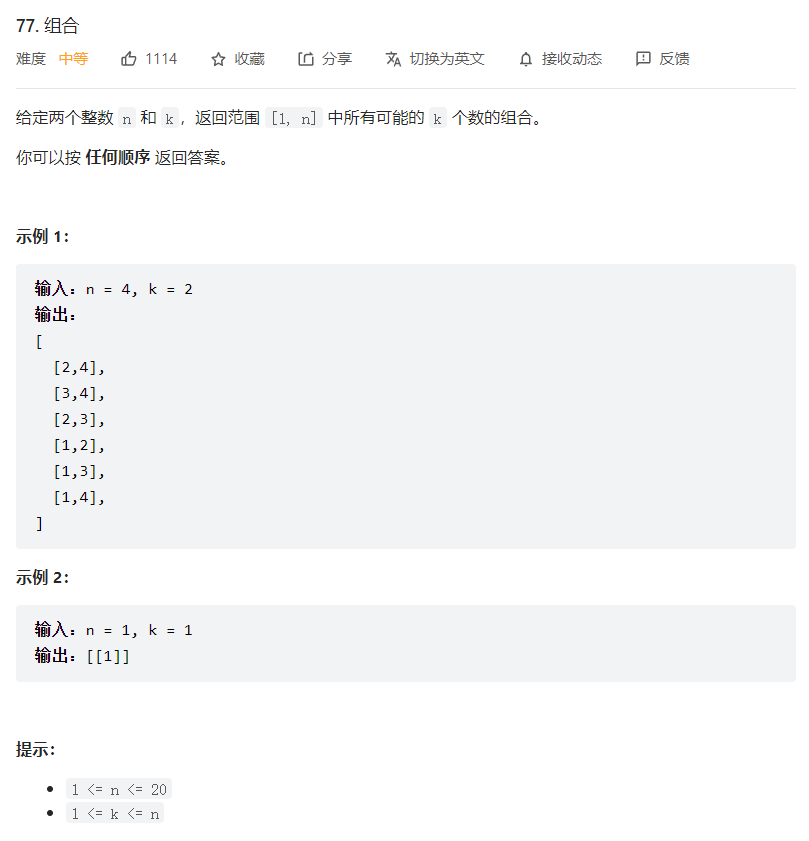 77. 组合
难度 中等 1114 收藏 分享 切换为英文 接收动态 反馈
给定两个整数 n 和 k，返回范围 [1, n] 中所有可能的 k 个数的组合。
你可以按 任何顺序 返回答案。
示例 1：
输入：n = 4, k = 2
输出：
[
  [2,4],
  [3,4],
  [2,3],
  [1,2],
  [1,3],
  [1,4],
]
示例 2：
输入：n = 1, k = 1
输出：[[1]]
提示：
1 <= n <= 20
1 <= k <= n